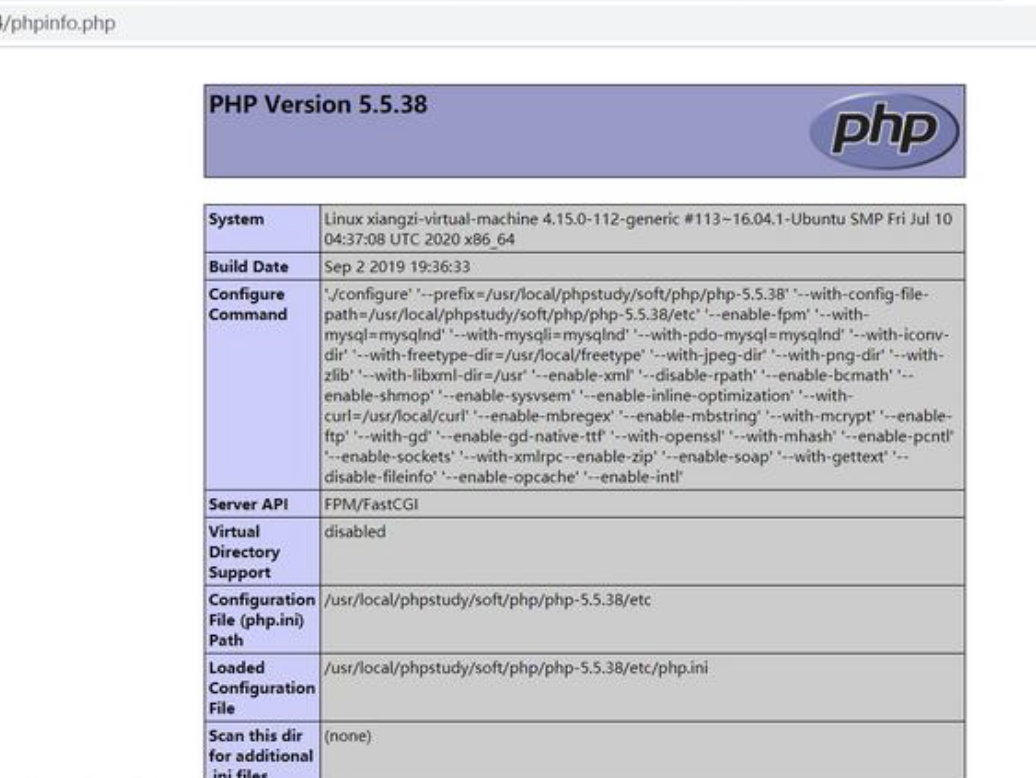 /phpinfo.php
PHP Version 5.5.38
php
System
Linux xiangzi-virtual-machine 4.15.0-112-generic #113~16.04.1-Ubuntu SMP Fri Jul 10
04:37:08 UTC 2020 x86_64
Build Date
Sep 2 2019 19:36:33
Configure
Command
'./configure' '--prefix=/usr/local/phpstudy/soft/php/php-5.5.38' '--with-config-file-
path=/usr/local/phpstudy/soft/php/php-5.5.38/etc' '--enable-fpm' '--with-
mysql=mysqlnd' '--with-mysqli=mysqlnd' '--with-pdo-mysql=mysqlnd' '--with-iconv-
dir' '--with-freetype-dir=/usr/local/freetype' '--with-jpeg-dir' '--with-png-dir' '--with-
zlib' '--with-libxml-dir=/usr' '--enable-xml' '--disable-rpath' '--enable-bcmath' '--
enable-shmop' '--enable-sysvsem' '--enable-inline-optimization' '--with-
curl=/usr/local/curl' '--enable-mbregex' '--enable-mbstring' '--with-mcrypt' '--enable-
ftp' '--with-gd' '--enable-gd-native-ttf' '--with-openssl' '--with-mhash' '--enable-pcntl'
'--enable-sockets' '--with-xmlrpc--enable-zip' '--enable-soap' '--with-gettext' '--
disable-fileinfo' '--enable-opcache' '--enable-intl'
Server API
FPM/FastCGI
Virtual
Directory
Support
disabled
Configuration
File (php.ini)
Path
/usr/local/phpstudy/soft/php/php-5.5.38/etc
Loaded
Configuration
File
/usr/local/phpstudy/soft/php/php-5.5.38/etc/php.ini
Scan this dir
for additional
.ini files
(none)